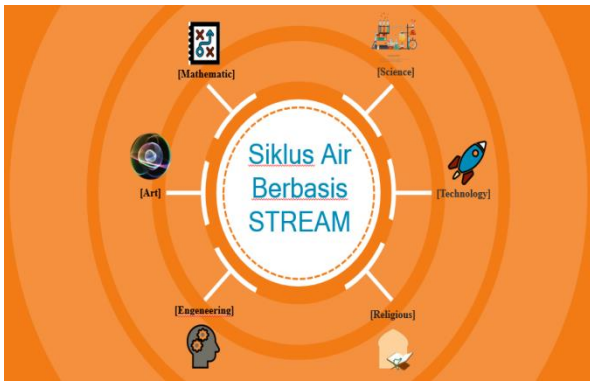 [Mathematic]
[Science]
Siklus Air
Berbasis
STREAM
[Art]
[Technology]
[Engeneering]
[Religious]